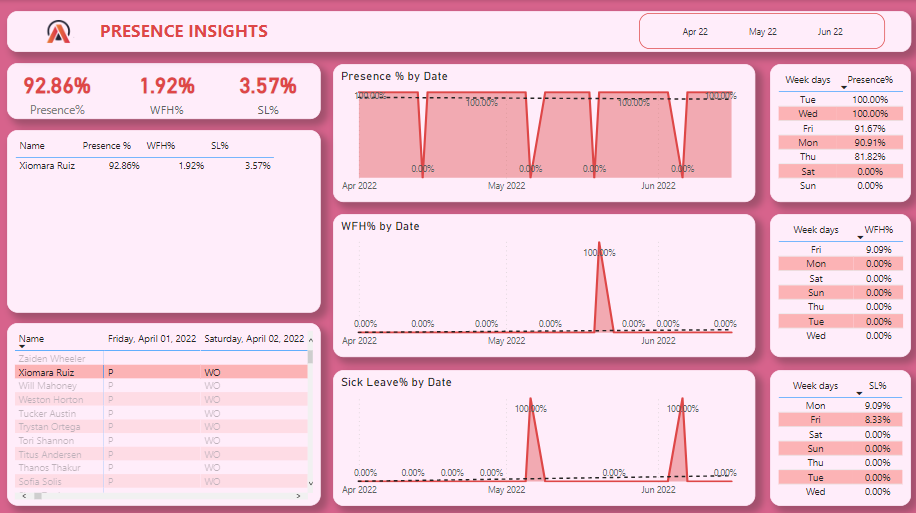 PRESENCE INSIGHTS
Apr 22 May 22 Jun 22
92.86% 1.92% 3.57%
Presence% WFH% SL%
Name Presence % WFH% SL%
Xiomara Ruiz 92.86% 1.92% 3.57%
Name Friday, April 01, 2022 Saturday, April 02, 2022
Zaiden Wheeler
Xiomara Ruiz P WO
Will Mahoney P WO
Weston Horton P WO
Tucker Austin P WO
Trystan Ortega P WO
Tori Shannon P WO
Titus Andersen P WO
Thanos Thakur P WO
Sofia Solis P WO
Presence % by Date
100.00% 100.00% 100.00% 100.00%
0.00% 0.00% 0.00% 0.00%
Apr 2022 May 2022 Jun 2022
WFH% by Date
100.00%
0.00% 0.00% 0.00% 0.00% 0.00% 0.00% 0.00%
Apr 2022 May 2022 Jun 2022
Sick Leave% by Date
100.00% 100.00%
0.00% 0.00% 0.00% 0.00% 0.00% 0.00%
Apr 2022 May 2022 Jun 2022
Week days Presence%
Tue 100.00%
Wed 100.00%
Fri 91.67%
Mon 90.91%
Thu 81.82%
Sat 0.00%
Sun 0.00%
Week days WFH%
Fri 9.09%
Mon 0.00%
Sat 0.00%
Sun 0.00%
Thu 0.00%
Tue 0.00%
Wed 0.00%
Week days SL%
Mon 9.09%
Fri 8.33%
Sat 0.00%
Sun 0.00%
Thu 0.00%
Tue 0.00%
Wed 0.00%